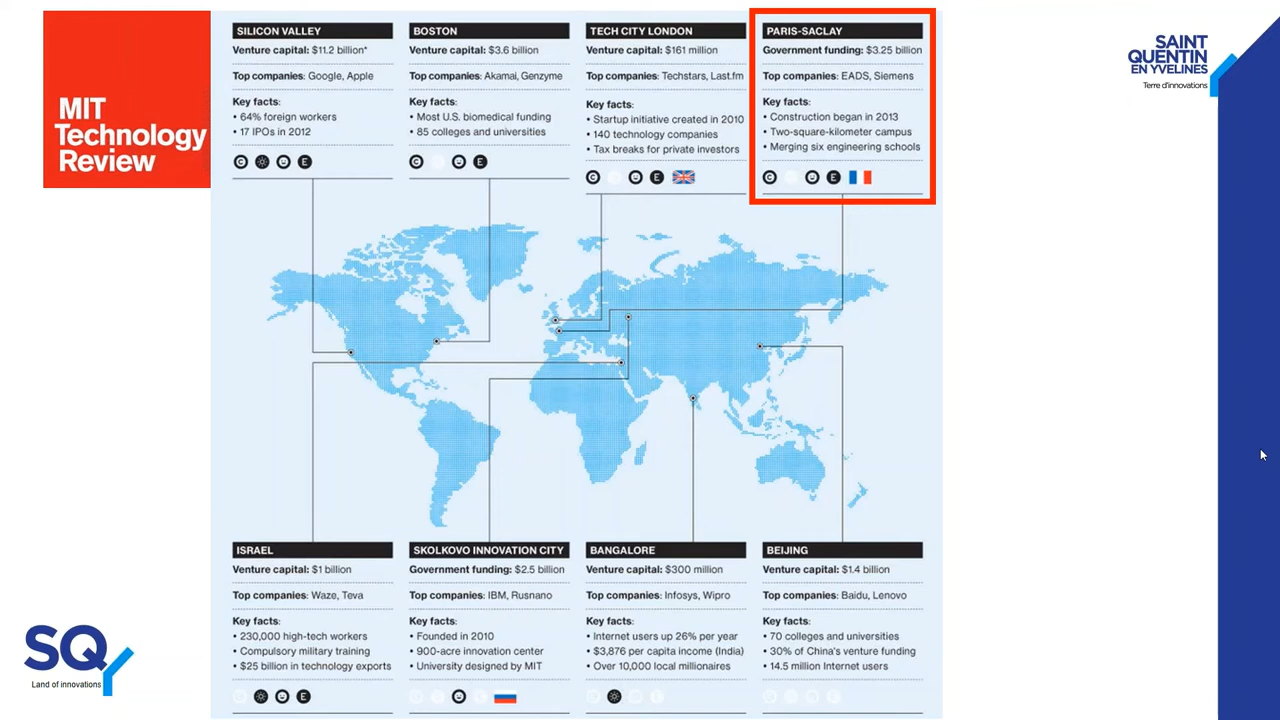 MIT
Technology
Review
SILICON VALLEY
Venture capital: $11.2 billion*
Top companies: Google, Apple
Key facts:
• 64% foreign workers
• 17 IPOs in 2012
C E
BOSTON
Venture capital: $3.6 billion
Top companies: Akamai, Genzyme
Key facts:
• Most U.S. biomedical funding
• 85 colleges and universities
C E
TECH CITY LONDON
Venture capital: $161 million
Top companies: Techstars, Last.fm
Key facts:
• Startup initiative created in 2010
• 140 technology companies
• Tax breaks for private investors
C E
PARIS-SACLAY
Government funding: $3.25 billion
Top companies: EADS, Siemens
Key facts:
• Construction began in 2013
• Two-square-kilometer campus
• Merging six engineering schools
C E
SAINT
QUENTIN
EN YVELINES
Terre d'innovations
ISRAEL
Venture capital: $1 billion
Top companies: Waze, Teva
Key facts:
• 230,000 high-tech workers
• Compulsory military training
• $25 billion in technology exports
E
SKOLKOVO INNOVATION CITY
Government funding: $2.5 billion
Top companies: IBM, Rusnano
Key facts:
• Founded in 2010
• 900-acre innovation center
• University designed by MIT
BANGALORE
Venture capital: $300 million
Top companies: Infosys, Wipro
Key facts:
• Internet users up 26% per year
• $3,876 per capita income (India)
• Over 10,000 local millionaires
BEIJING
Venture capital: $1.4 billion
Top companies: Baidu, Lenovo
Key facts:
• 70 colleges and universities
• 30% of China's venture funding
• 14.5 million Internet users
SQY
Land of innovations